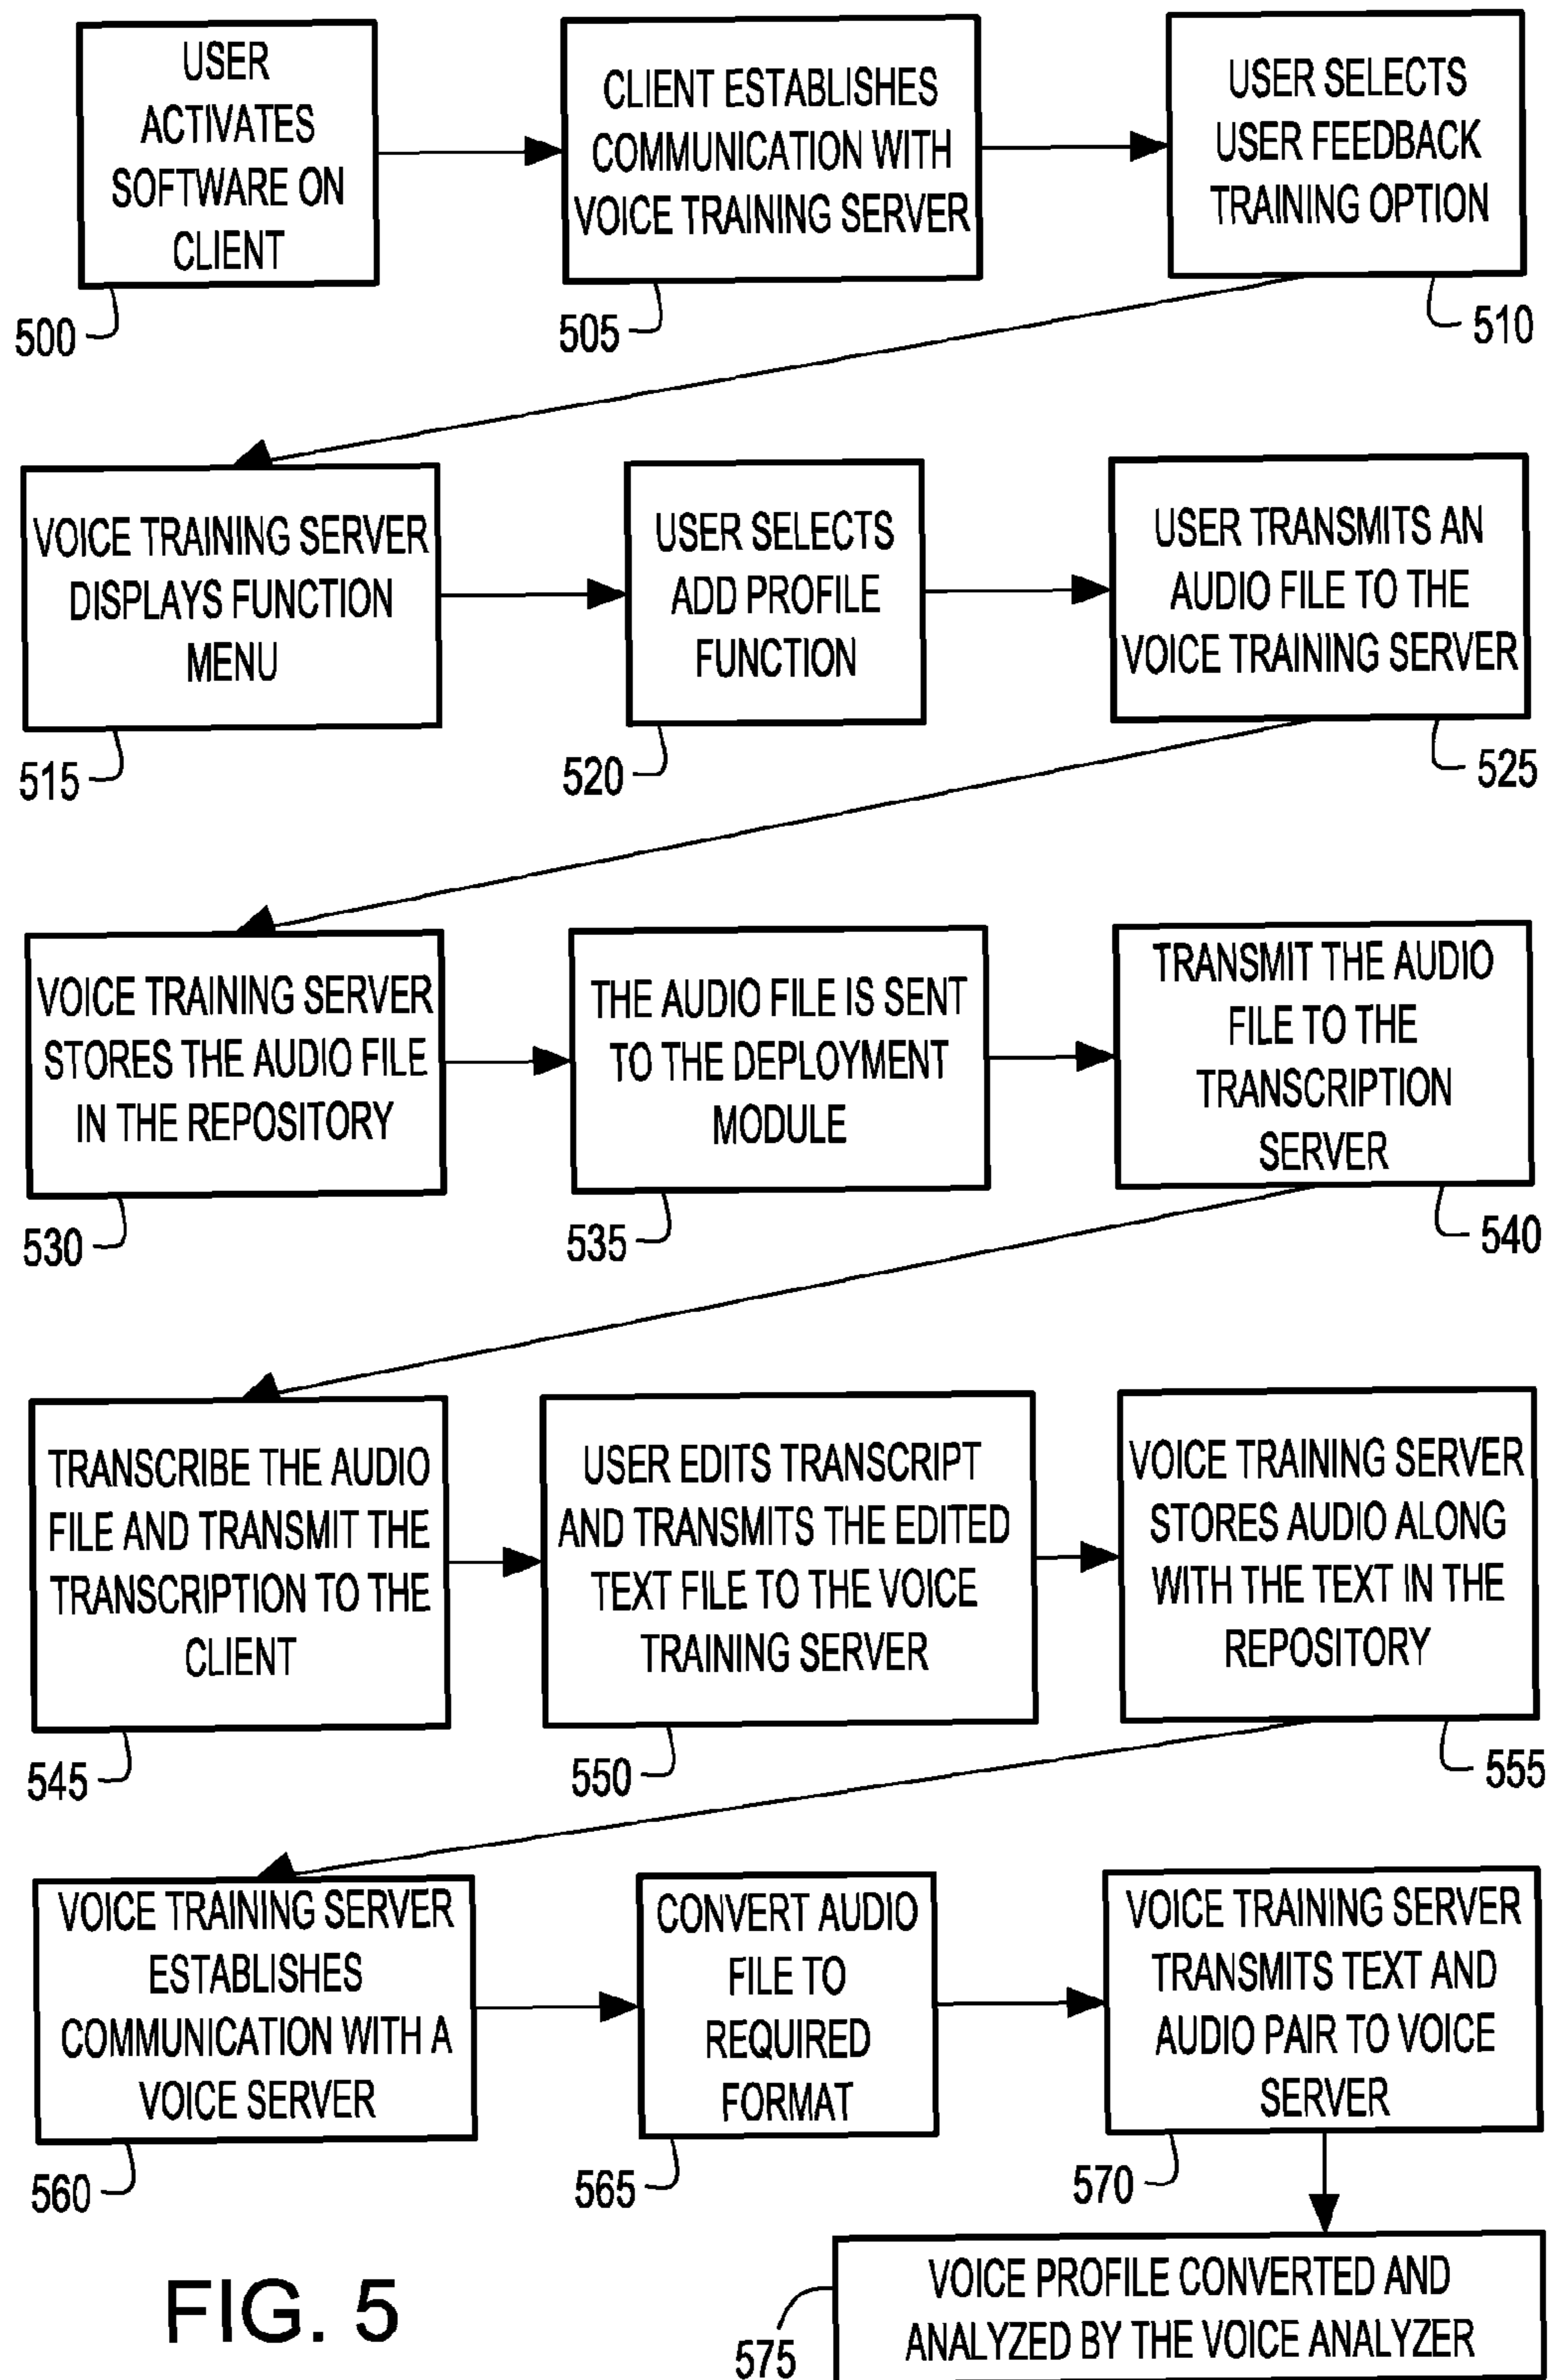 USER
ACTIVATES
SOFTWARE ON
CLIENT
500
CLIENT ESTABLISHES
COMMUNICATION WITH
VOICE TRAINING SERVER
505
USER SELECTS
USER FEEDBACK
TRAINING OPTION
510
VOICE TRAINING SERVER
DISPLAYS FUNCTION
MENU
515
USER SELECTS
ADD PROFILE
FUNCTION
520
USER TRANSMITS AN
AUDIO FILE TO THE
VOICE TRAINING SERVER
525
VOICE TRAINING SERVER
STORES THE AUDIO FILE
IN THE REPOSITORY
530
THE AUDIO FILE IS SENT
TO THE DEPLOYMENT
MODULE
535
TRANSMIT THE AUDIO
FILE TO THE
TRANSCRIPTION
SERVER
540
TRANSCRIBE THE AUDIO
FILE AND TRANSMIT THE
TRANSCRIPTION TO THE
CLIENT
545
USER EDITS TRANSCRIPT
AND TRANSMITS THE EDITED
TEXT FILE TO THE VOICE
TRAINING SERVER
550
VOICE TRAINING SERVER
STORES AUDIO ALONG
WITH THE TEXT IN THE
REPOSITORY
555
VOICE TRAINING SERVER
ESTABLISHES
COMMUNICATION WITH A
VOICE SERVER
560
CONVERT AUDIO
FILE TO
REQUIRED
FORMAT
565
VOICE TRAINING SERVER
TRANSMITS TEXT AND
AUDIO PAIR TO VOICE
SERVER
570
VOICE PROFILE CONVERTED AND
ANALYZED BY THE VOICE ANALYZER
575
FIG. 5